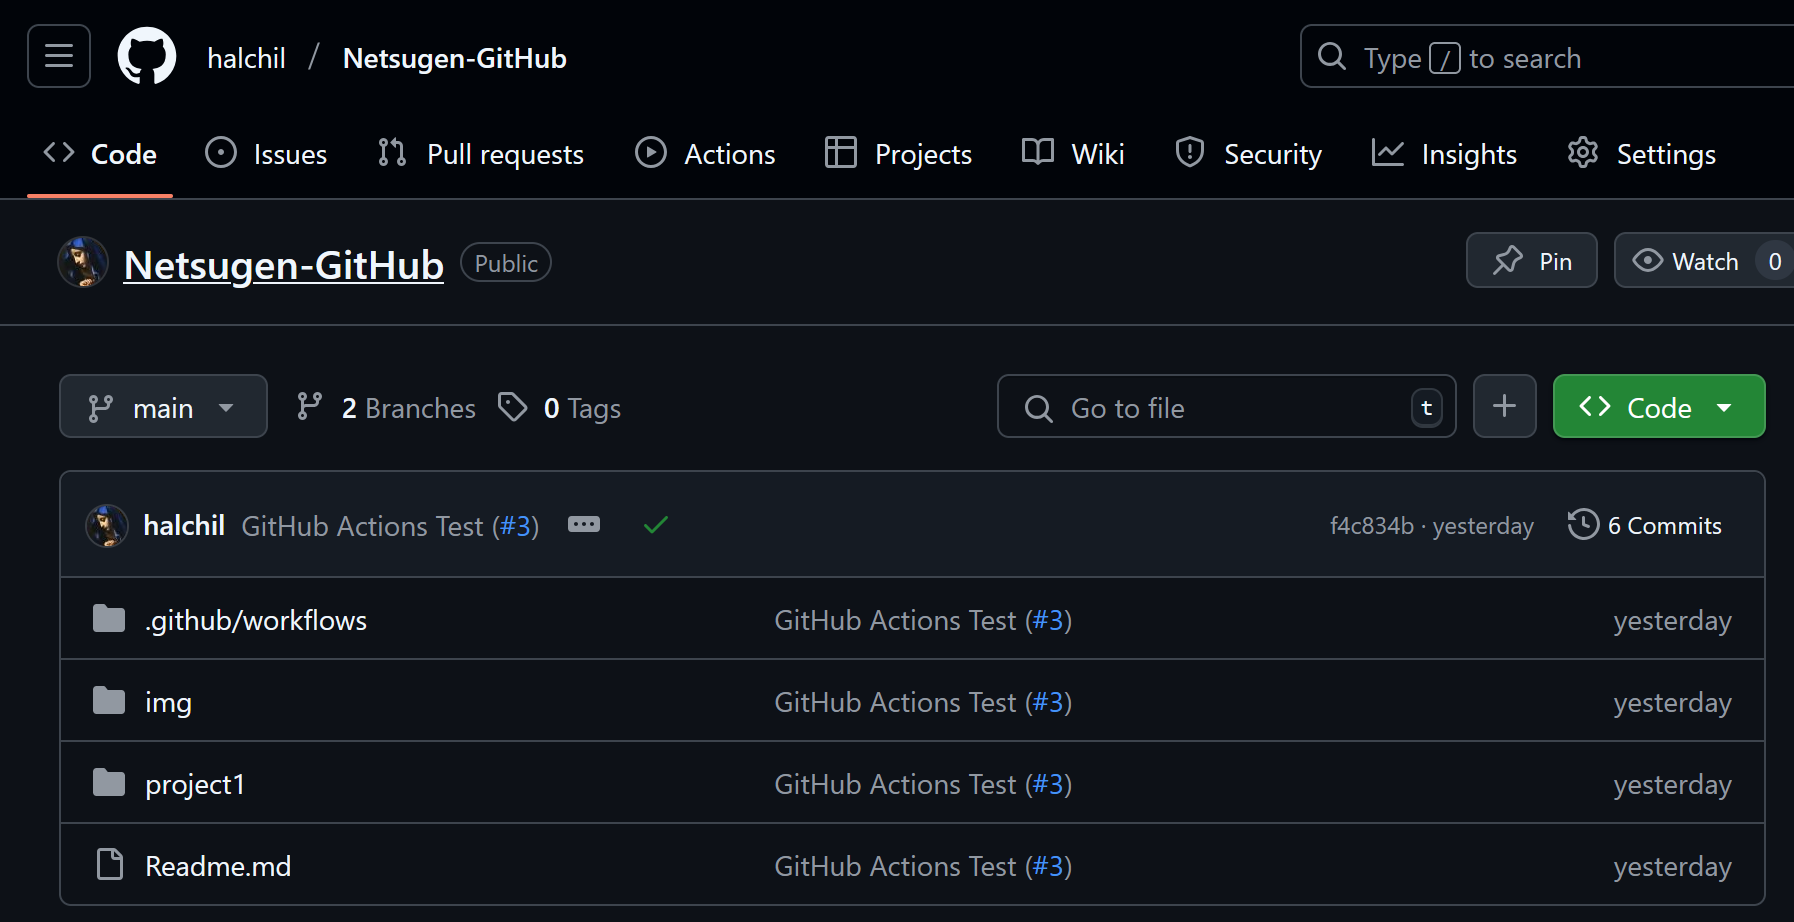 halchil / Netsugen-GitHub
Type / to search
Code Issues Pull requests Actions Projects Wiki Security Insights Settings
Netsugen-GitHub Public
Pin Watch 0
main 2 Branches 0 Tags
Go to file t
Code
halchil GitHub Actions Test (#3) f4c834b · yesterday 6 Commits
.github/workflows GitHub Actions Test (#3) yesterday
img GitHub Actions Test (#3) yesterday
project1 GitHub Actions Test (#3) yesterday
Readme.md GitHub Actions Test (#3) yesterday